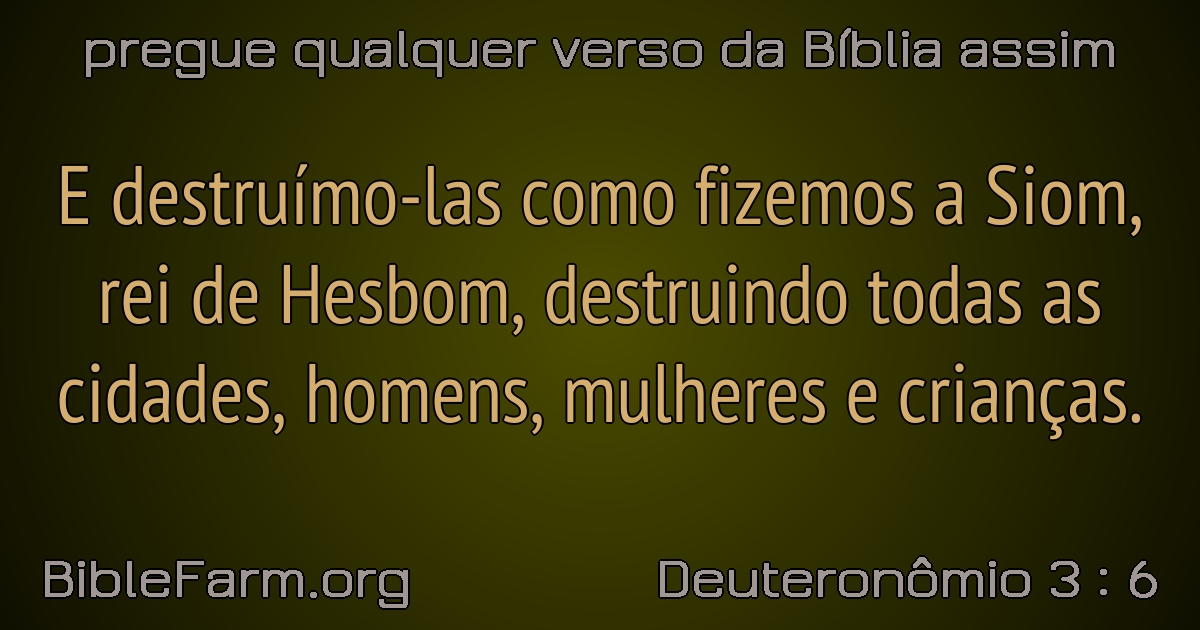 pregue qualquer verso da Bíblia assim
E destruímo-las como fizemos a Siom,
rei de Hesbom, destruindo todas as
cidades, homens, mulheres e crianças.
BibleFarm.org
Deuteronômio 3 : 6